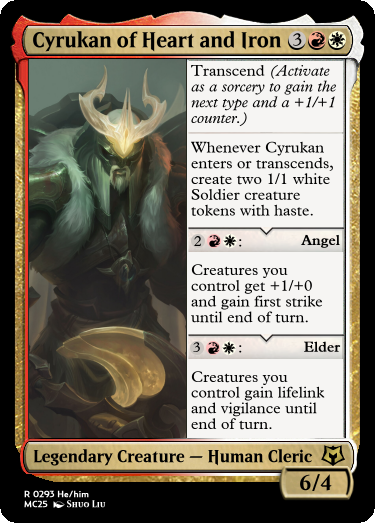 Cyrukan of Heart and Iron 3
Transcend (Activate
as a sorcery to gain the
next type and a +1/+1
counter.)
Whenever Cyrukan
enters or transcends,
create two 1/1 white
Soldier creature
tokens with haste.
2 : Angel
Creatures you
control get +1/+0
and gain first strike
until end of turn.
3 : Elder
Creatures you
control gain lifelink
and vigilance until
end of turn.
Legendary Creature — Human Cleric
6/4
R 0293 He/him
MC25 Shuo Liu